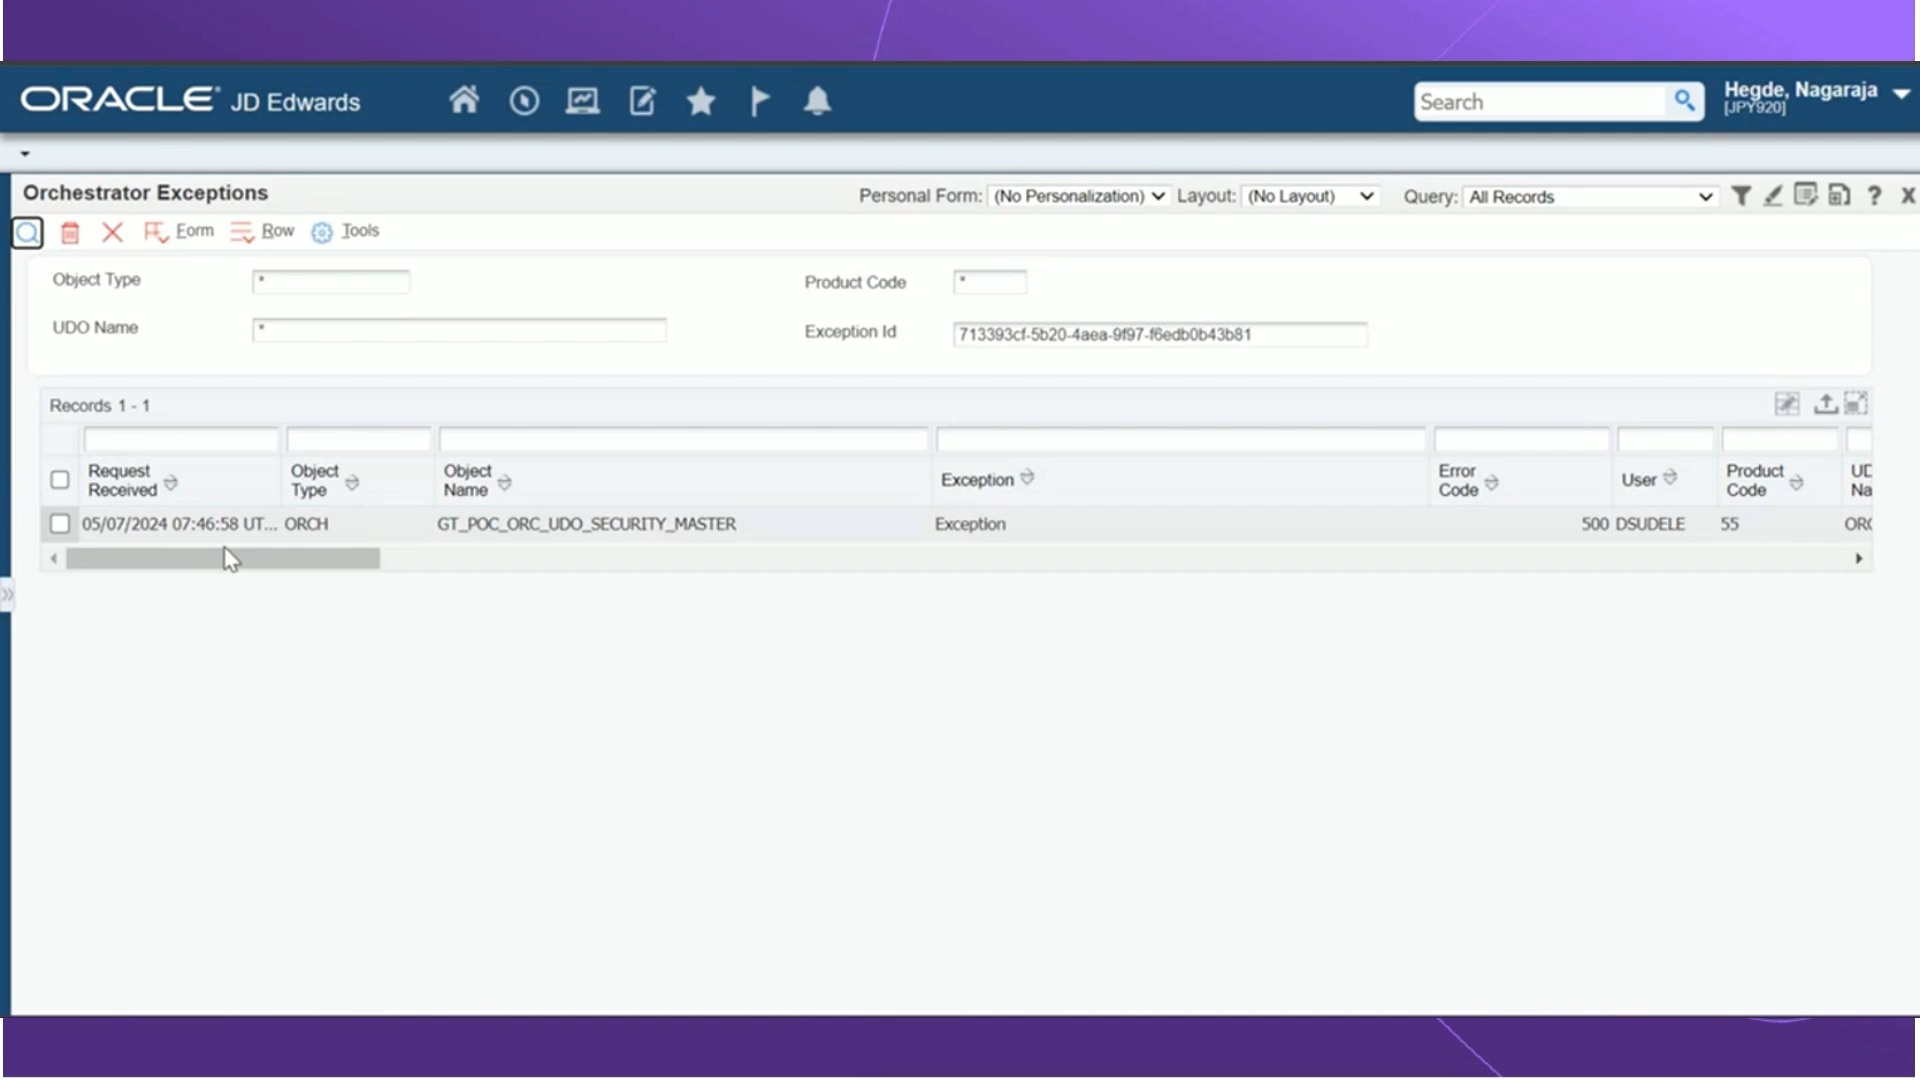 ORACLE JD Edwards Search Hegde, Nagaraja
[JPY920]
Orchestrator Exceptions Personal Form: (No Personalization) Layout: (No Layout) Query: All Records ? X
Form Row Tools
Object Type * Product Code *
UDO Name * Exception Id 713393cf-5b20-4aea-9f97-f6edb0b43b81
Records 1 - 1
Request Received Object Type Object Name Exception Error Code User Product Code UD Na
05/07/2024 07:46:58 UT... ORCH GT_POC_ORC_UDO_SECURITY_MASTER Exception 500 DSUDELE 55 ORC